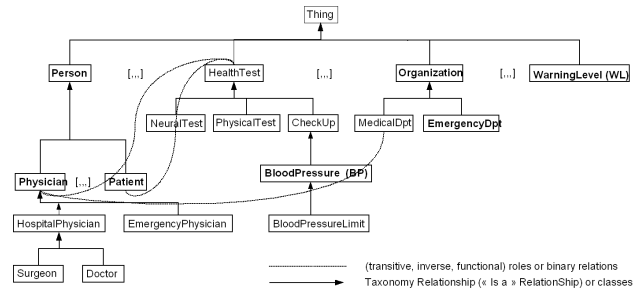 Thing
Person
[,,,]
HealthTest
[,,,]
Organization
[,,,]
WarningLevel (WL)
NeuralTest
PhysicalTest
CheckUp
MedicalDpt
EmergencyDpt
Physician
[,,,]
Patient
BloodPressure (BP)
HospitalPhysician
EmergencyPhysician
BloodPressureLimit
Surgeon
Doctor
(transitive, inverse, functional) roles or binary relations
Taxonomy Relationship (« Is a » RelationShip) or classes